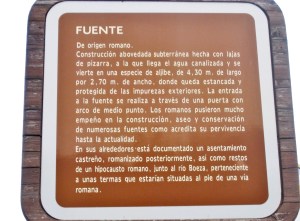 FUENTE
De origen romano.
Construcción abovedada subterránea hecha con lajas
de pizarra, a la que llega el agua canalizada y se
vierte en una especie de aljibe, de 4,30 m. de largo
por 2,70 m. de ancho, donde queda estancada y
protegida de las impurezas exteriores. La entrada
a la fuente se realiza a través de una puerta con
arco de medio punto. Los romanos pusieron mucho
empeño en la construcción, aseo y conservación
de numerosas fuentes como acredita su pervivencia
hasta la actualidad.
En sus alrededores está documentado un asentamiento
castreño, romanizado posteriormente, así como restos
de un hipocausto romano, junto al río Boeza, perteneciente
a unas termas que estarían situadas al pie de una vía
romana.